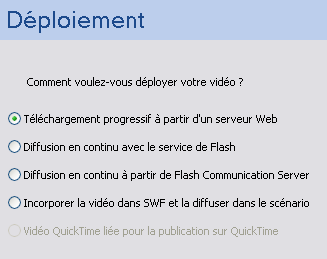 Déploiement
Comment voulez-vous déployer votre vidéo ?
Téléchargement progressif à partir d'un serveur Web
Diffusion en continu avec le service de Flash
Diffusion en continu à partir de Flash Communication Server
Incorporer la vidéo dans SWF et la diffuser dans le scénario
Vidéo QuickTime liée pour la publication sur QuickTime